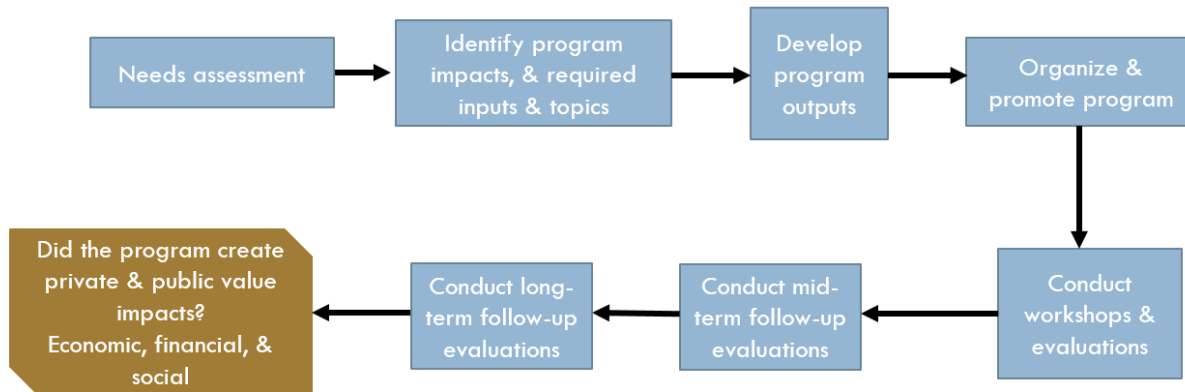 Needs assessment
Identify program
impacts, & required
inputs & topics
Develop
program
outputs
Organize &
promote program
Conduct
workshops &
evaluations
Conduct mid-
term follow-up
evaluations
Conduct long-
term follow-up
evaluations
Did the program create
private & public value
impacts?
Economic, financial, &
social